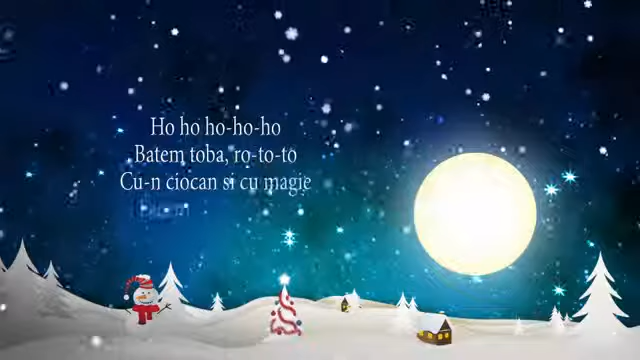 Ho ho ho-ho-ho
Batem toba, ro-to-to
Cu-n ciocan si cu magie